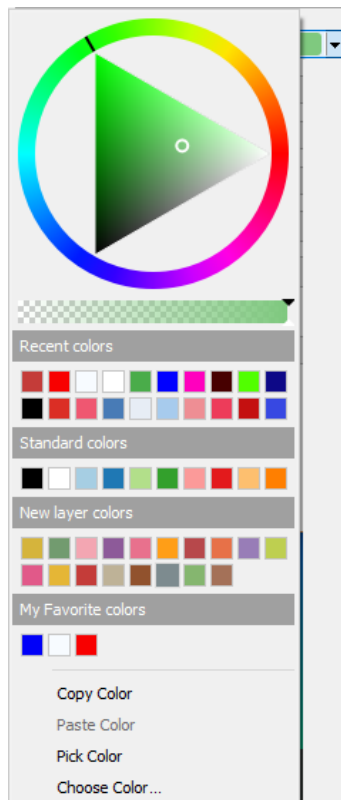 Recent colors
Standard colors
New layer colors
My Favorite colors
Copy Color
Paste Color
Pick Color
Choose Color...